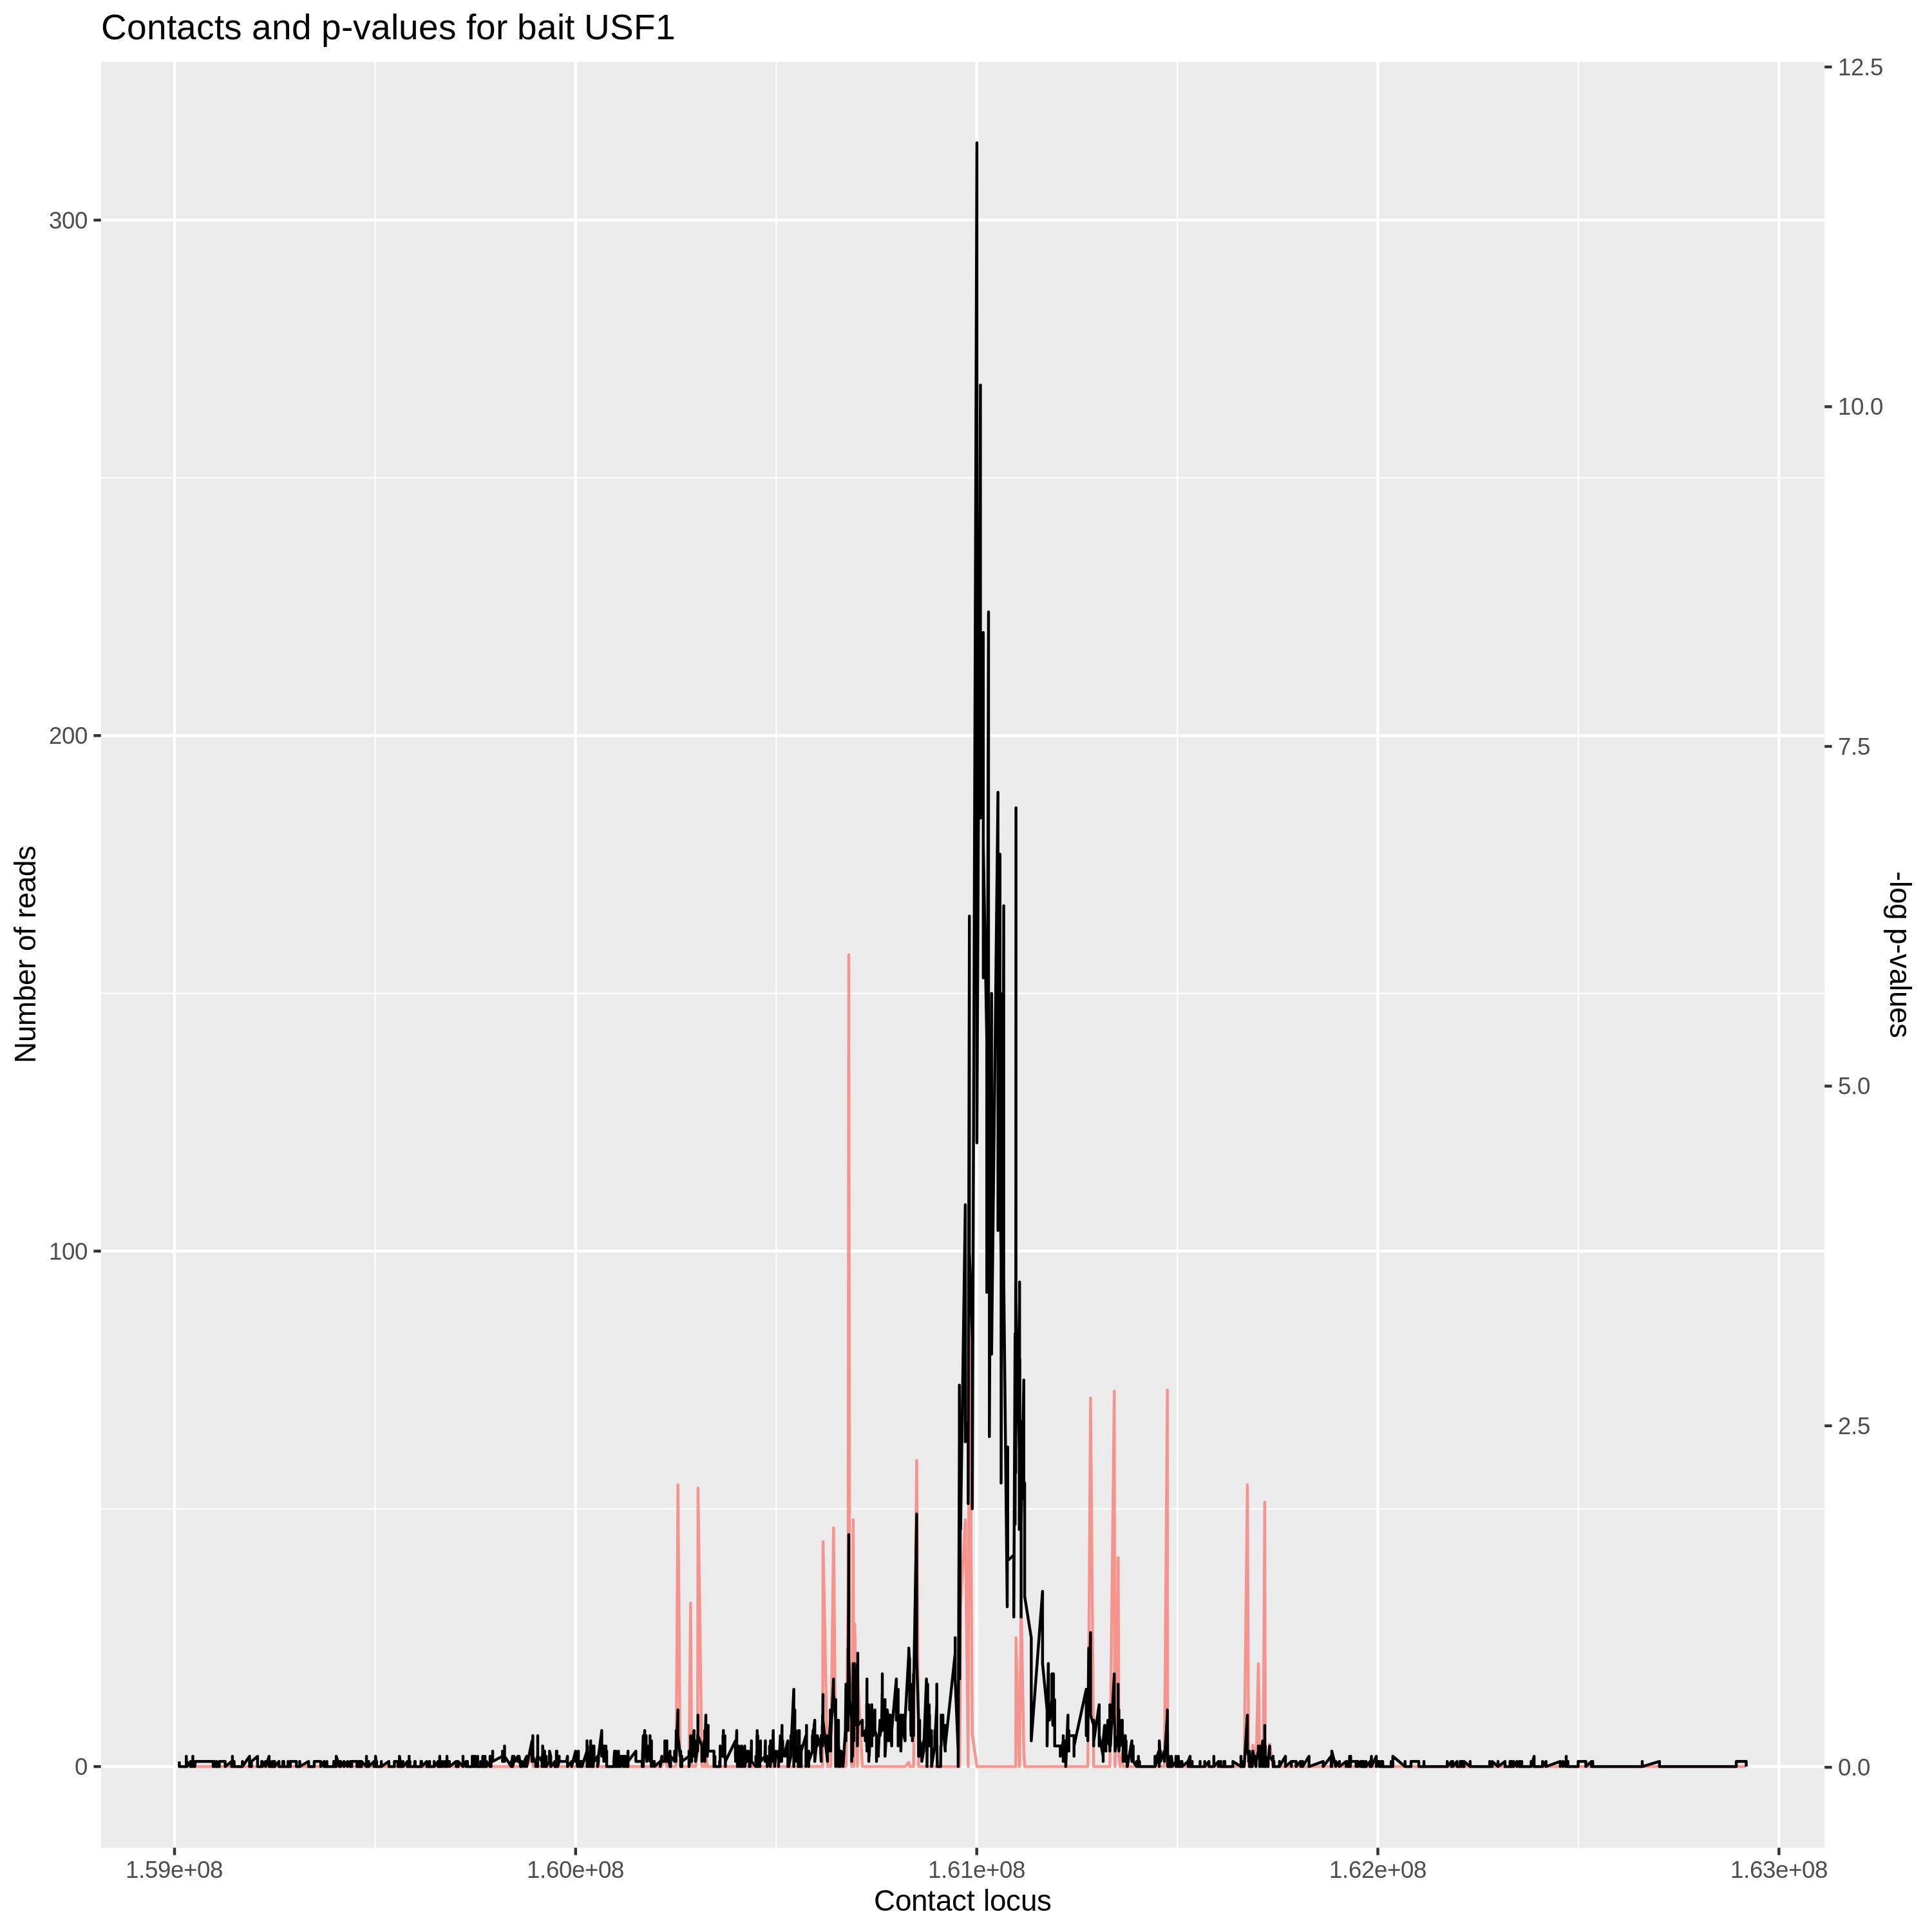 Contacts and p-values for bait USF1
Number of reads
300
200
100
0
12.5
10.0
7.5
5.0
2.5
0.0
-log p-values
1.59e+08
1.60e+08
1.61e+08
1.62e+08
1.63e+08
Contact locus